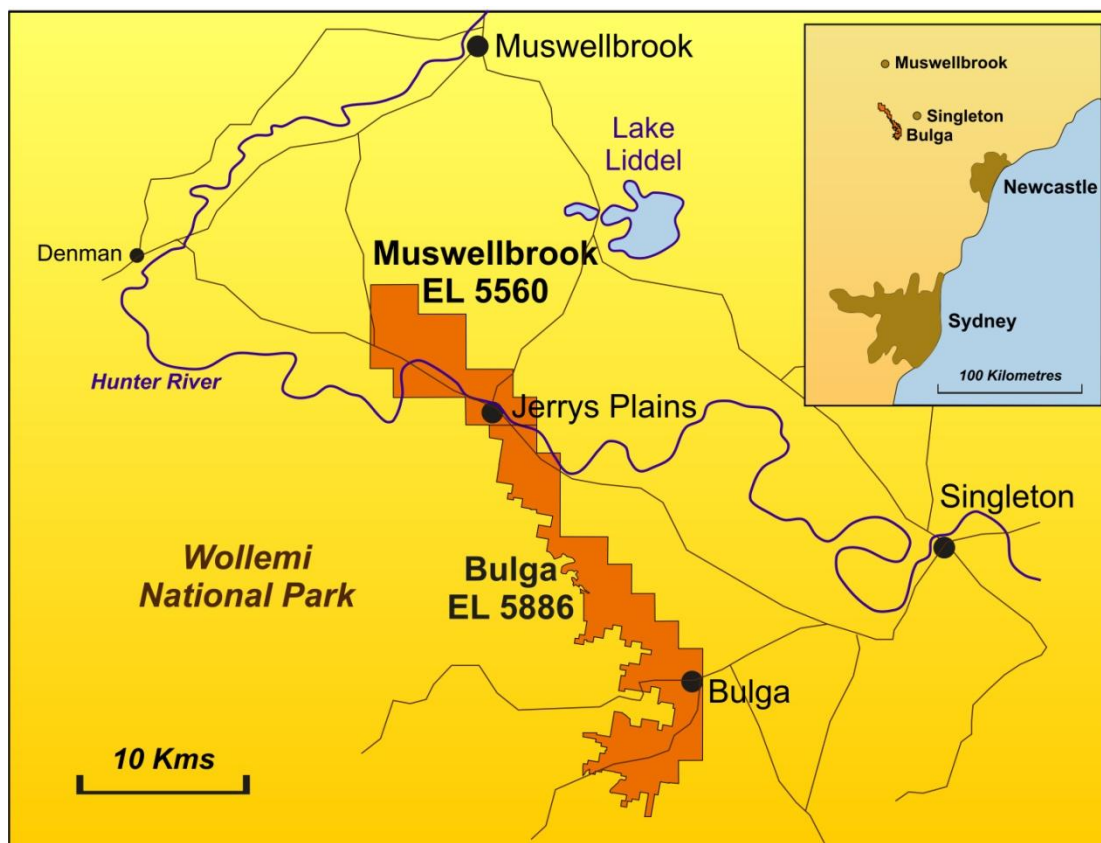 Muswellbrook
Lake
Liddel
Denman
Muswellbrook
EL 5560
Hunter River
Jerrys Plains
Singleton
Wollemi
National Park
Bulga
EL 5886
Bulga
10 Kms
Muswellbrook
Singleton
Bulga
Newcastle
Sydney
100 Kilometres